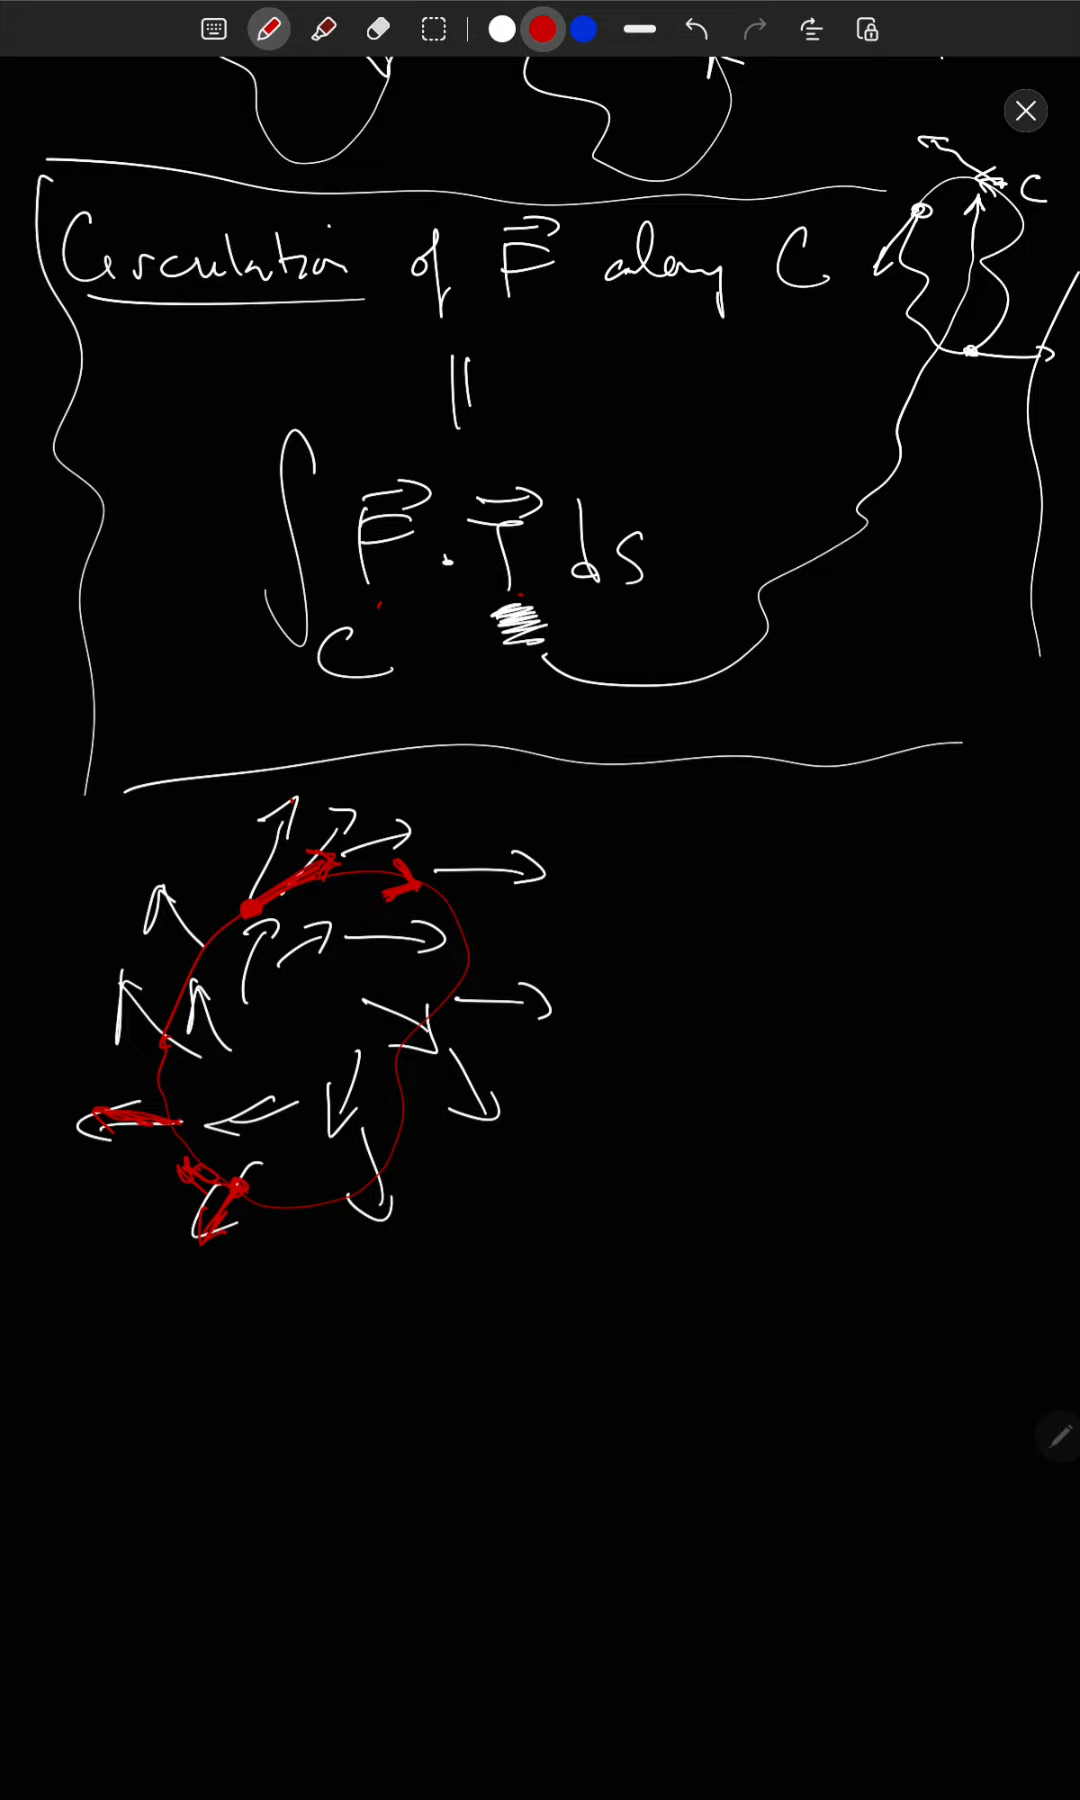 C
Circulation of F⃗ along C
||
∫_C F⃗ . T⃗ ds